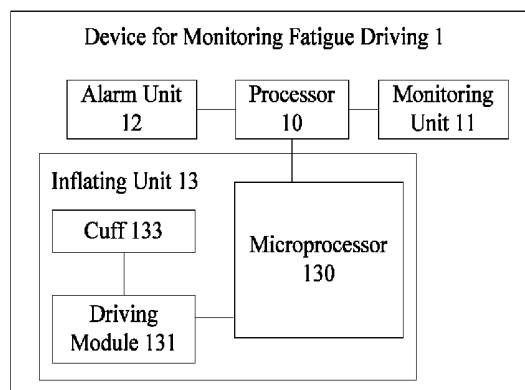 Device for Monitoring Fatigue Driving 1
Alarm Unit
12
Processor
10
Monitoring
Unit 11
Inflating Unit 13
Cuff 133
Microprocessor
130
Driving
Module 131